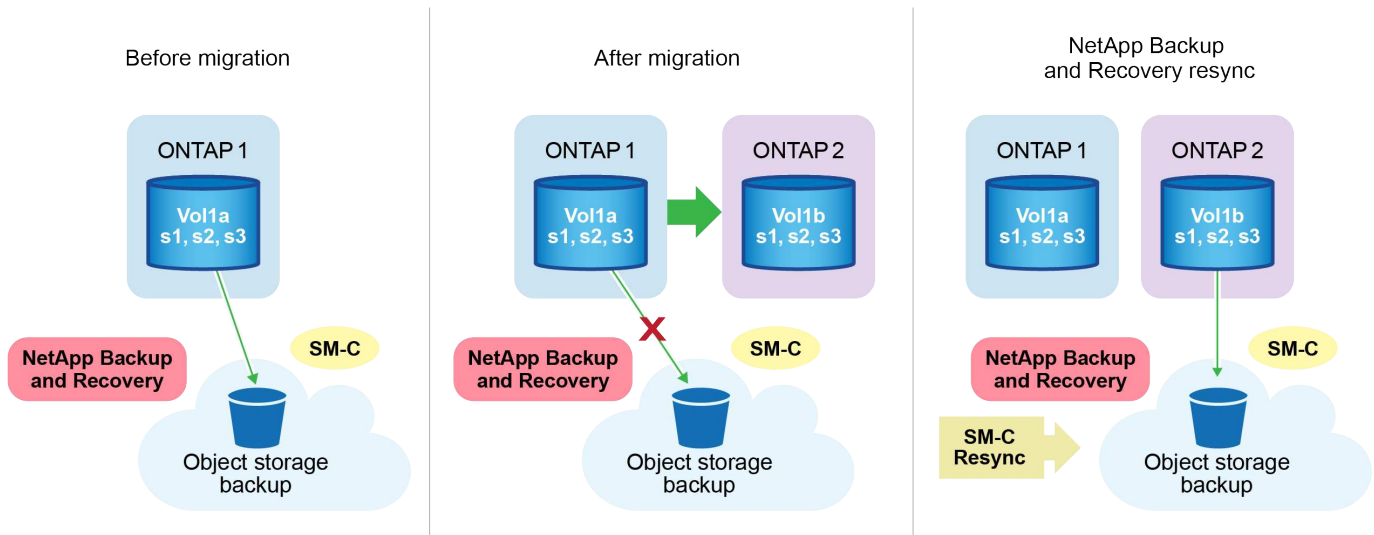 Before migration
ONTAP 1
Vol1a
s1, s2, s3
SM-C
NetApp Backup
and Recovery
Object storage
backup
After migration
ONTAP 1
ONTAP 2
Vol1a
s1, s2, s3
Vol1b
s1, s2, s3
X
SM-C
NetApp Backup
and Recovery
Object storage
backup
NetApp Backup
and Recovery resync
ONTAP 1
ONTAP 2
Vol1a
s1, s2, s3
Vol1b
s1, s2, s3
SM-C
NetApp Backup
and Recovery
SM-C
Resync
Object storage
backup